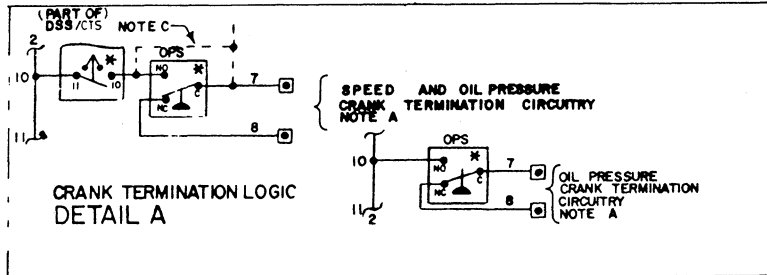 (PART OF)
DSS/CTS NOTE C
2
OPS
10
11
10
NO
NC
C
7
8
11
SPEED AND OIL PRESSURE
CRANK TERMINATION CIRCUITRY
NOTE A
CRANK TERMINATION LOGIC
DETAIL A
OPS
10
NO
NC
C
7
8
11
2
OIL PRESSURE
CRANK TERMINATION
CIRCUITRY
NOTE A